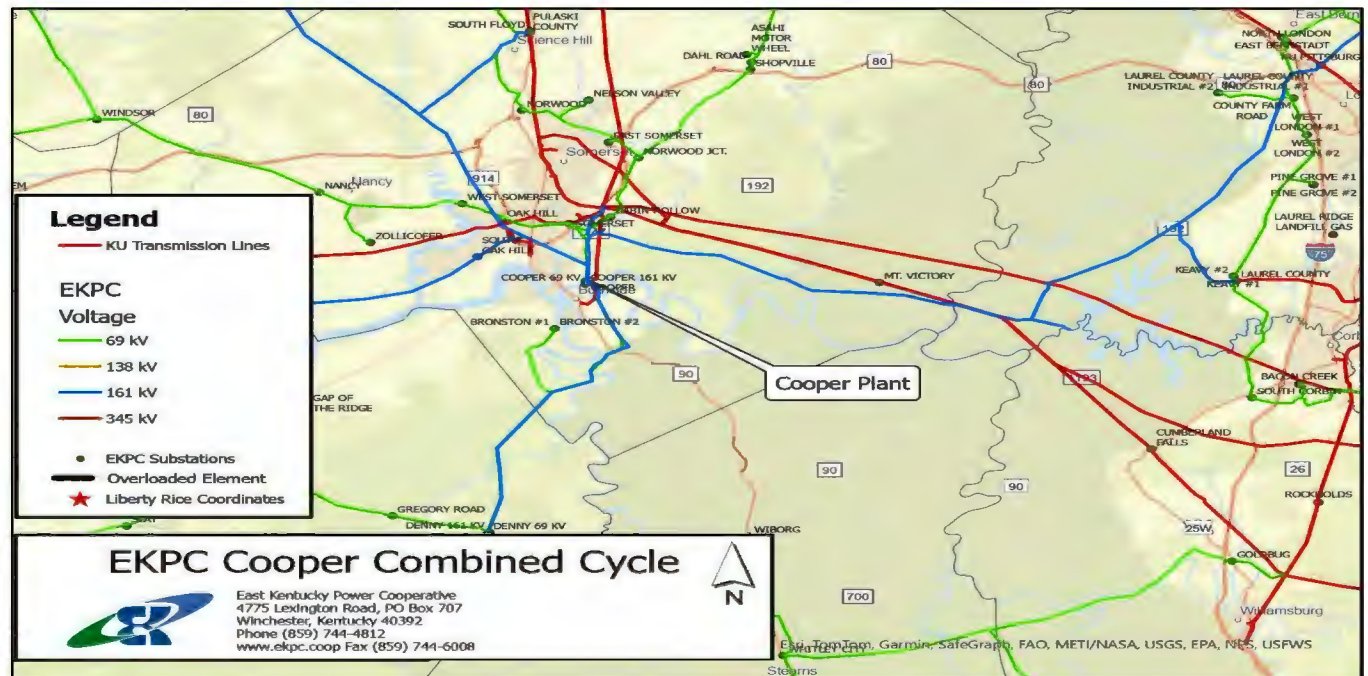 SOUTH FLOYD
PULASKI
COUNTY
Science Hill
ASAHI
MOTOR
WHEEL
DAHL ROAD
SHOPVILLE
80
80
NORTH LONDON
EAST BERNSTADT
LAUREL COUNTY
INDUSTRIAL #2
LAUREL COUNTY
INDUSTRIAL #1
80
COUNTY FARM
ROAD
WEST
LONDON #1
WEST
LONDON #2
PINE GROVE #1
PINE GROVE #2
LAUREL RIDGE
LANDFILL GAS
75
WINDSOR
80
NORWOOD
NELSON VALLEY
EAST SOMERSET
Somerset
NORWOOD JCT.
914
192
192
NANCY
Nancy
WEST SOMERSET
OAK HILL
ZOLLICOFER
SOUTH
OAK HILL
COOPER 69 KV
COOPER 161 KV
COOPER
MT. VICTORY
KEAVY #2
KEAVY #1
LAUREL COUNTY
BRONSTON #1
BRONSTON #2
90
Cooper Plant
1193
BACON CREEK
SOUTH CORBIN
GAP OF
THE RIDGE
CUMBERLAND
FALLS
90
90
26
ROCKHOLDS
25W
GREGORY ROAD
DENNY 161 KV
DENNY 69 KV
WIBORG
GOLDBUG
700
Williamsburg
WHITLEY CITY
Stearns
Legend
KU Transmission Lines
EKPC
Voltage
69 kV
138 kV
161 kV
345 kV
EKPC Substations
Overloaded Element
Liberty Rice Coordinates
EKPC Cooper Combined Cycle
N
East Kentucky Power Cooperative
4775 Lexington Road, PO Box 707
Winchester, Kentucky 40392
Phone (859) 744-4812
www.ekpc.coop Fax (859) 744-6008
Esri, TomTom, Garmin, SafeGraph, FAO, METI/NASA, USGS, EPA, NPS, USFWS